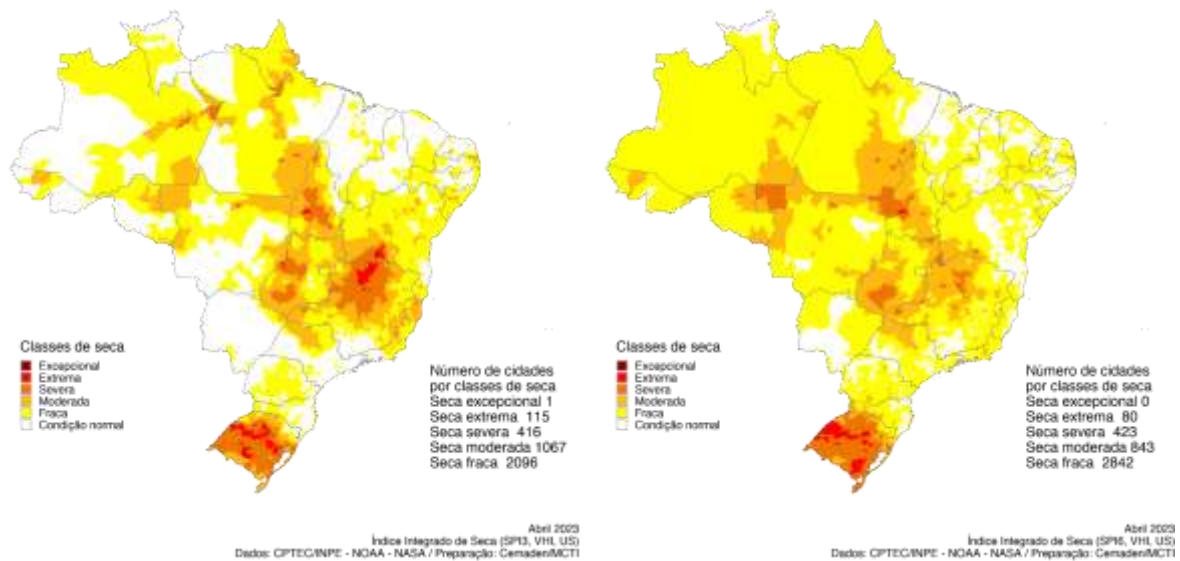 Classes de seca
Excepcional
Extrema
Severa
Moderada
Fraca
Condição normal
Número de cidades
por classes de seca
Seca excepcional 1
Seca extrema 115
Seca severa 416
Seca moderada 1067
Seca fraca 2096
Abril 2023
Índice Integrado de Seca (SPI3, VHI, US)
Dados: CPTEC/INPE - NOAA - NASA / Preparação: Cemaden/MCTI
Classes de seca
Excepcional
Extrema
Severa
Moderada
Fraca
Condição normal
Número de cidades
por classes de seca
Seca excepcional 0
Seca extrema 80
Seca severa 423
Seca moderada 843
Seca fraca 2842
Abril 2023
Índice Integrado de Seca (SPI6, VHI, US)
Dados: CPTEC/INPE - NOAA - NASA / Preparação: Cemaden/MCTI